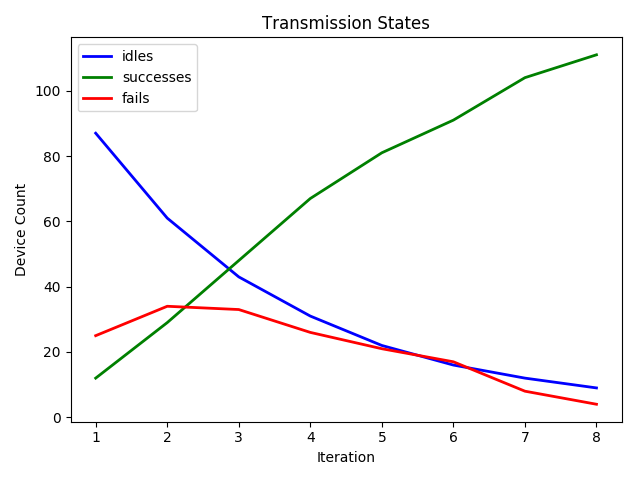 Transmission States
idles
successes
fails
Device Count
100
80
60
40
20
0
1 2 3 4 5 6 7 8
Iteration